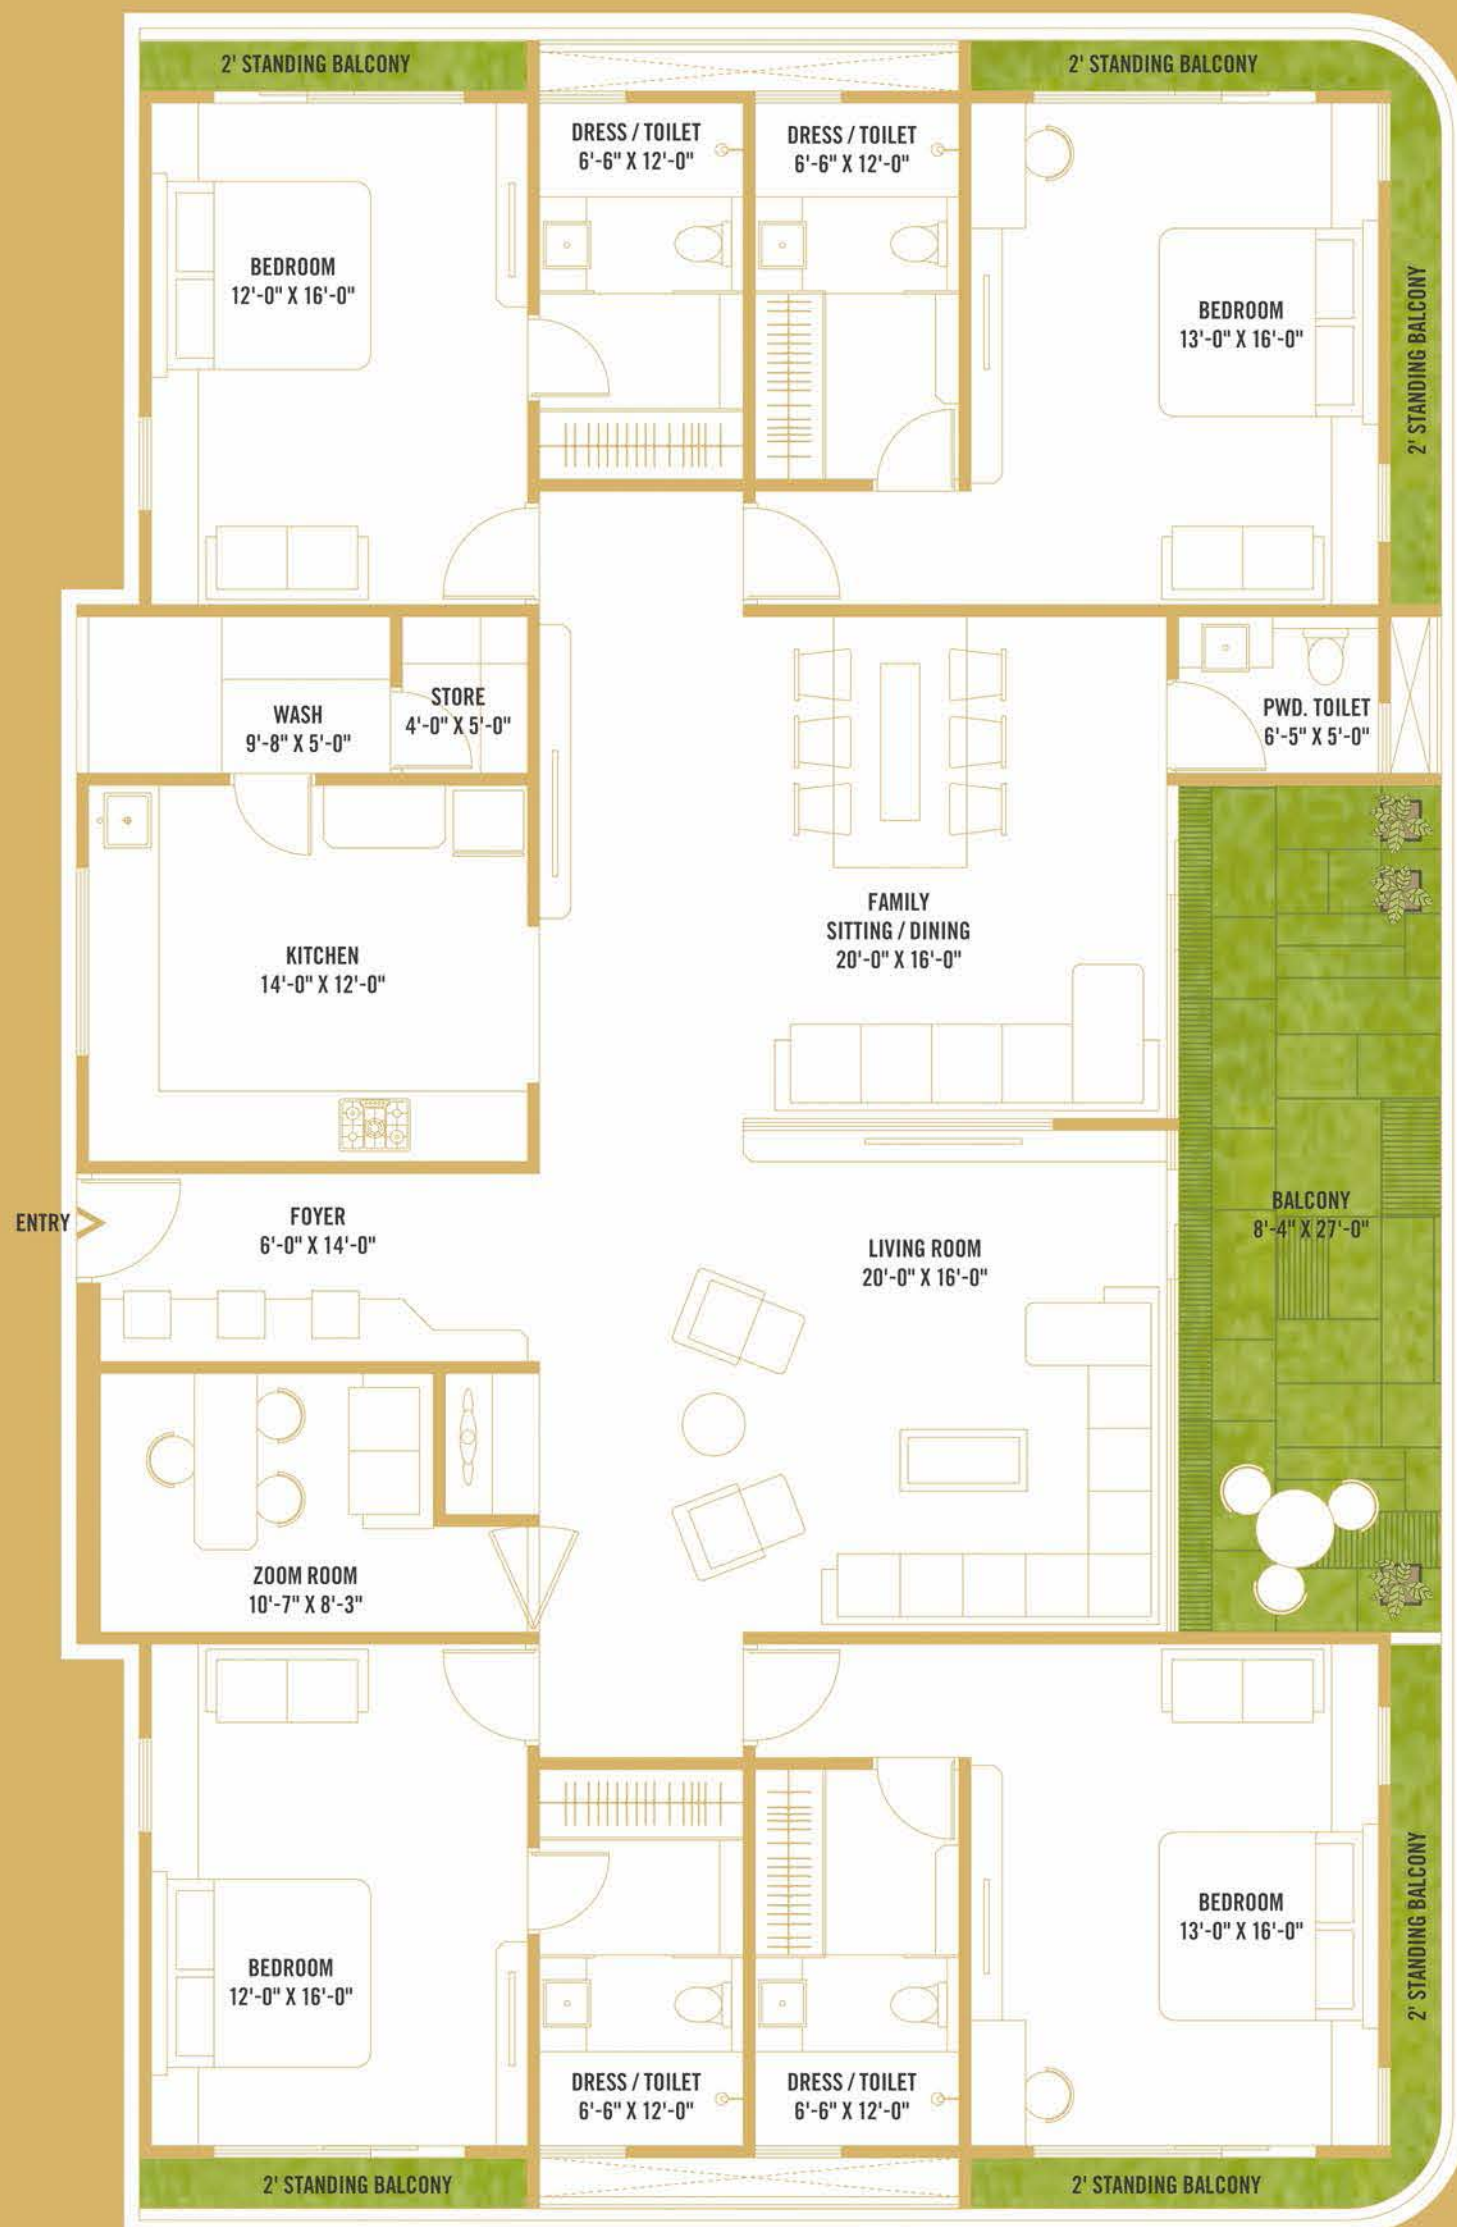 2' STANDING BALCONY
2' STANDING BALCONY
DRESS / TOILET
6'-6" X 12'-0"
DRESS / TOILET
6'-6" X 12'-0"
BEDROOM
12'-0" X 16'-0"
BEDROOM
13'-0" X 16'-0"
2' STANDING BALCONY
WASH
9'-8" X 5'-0"
STORE
4'-0" X 5'-0"
PWD. TOILET
6'-5" X 5'-0"
FAMILY
SITTING / DINING
20'-0" X 16'-0"
KITCHEN
14'-0" X 12'-0"
BALCONY
8'-4" X 27'-0"
ENTRY
FOYER
6'-0" X 14'-0"
LIVING ROOM
20'-0" X 16'-0"
ZOOM ROOM
10'-7" X 8'-3"
BEDROOM
12'-0" X 16'-0"
BEDROOM
13'-0" X 16'-0"
2' STANDING BALCONY
DRESS / TOILET
6'-6" X 12'-0"
DRESS / TOILET
6'-6" X 12'-0"
2' STANDING BALCONY
2' STANDING BALCONY